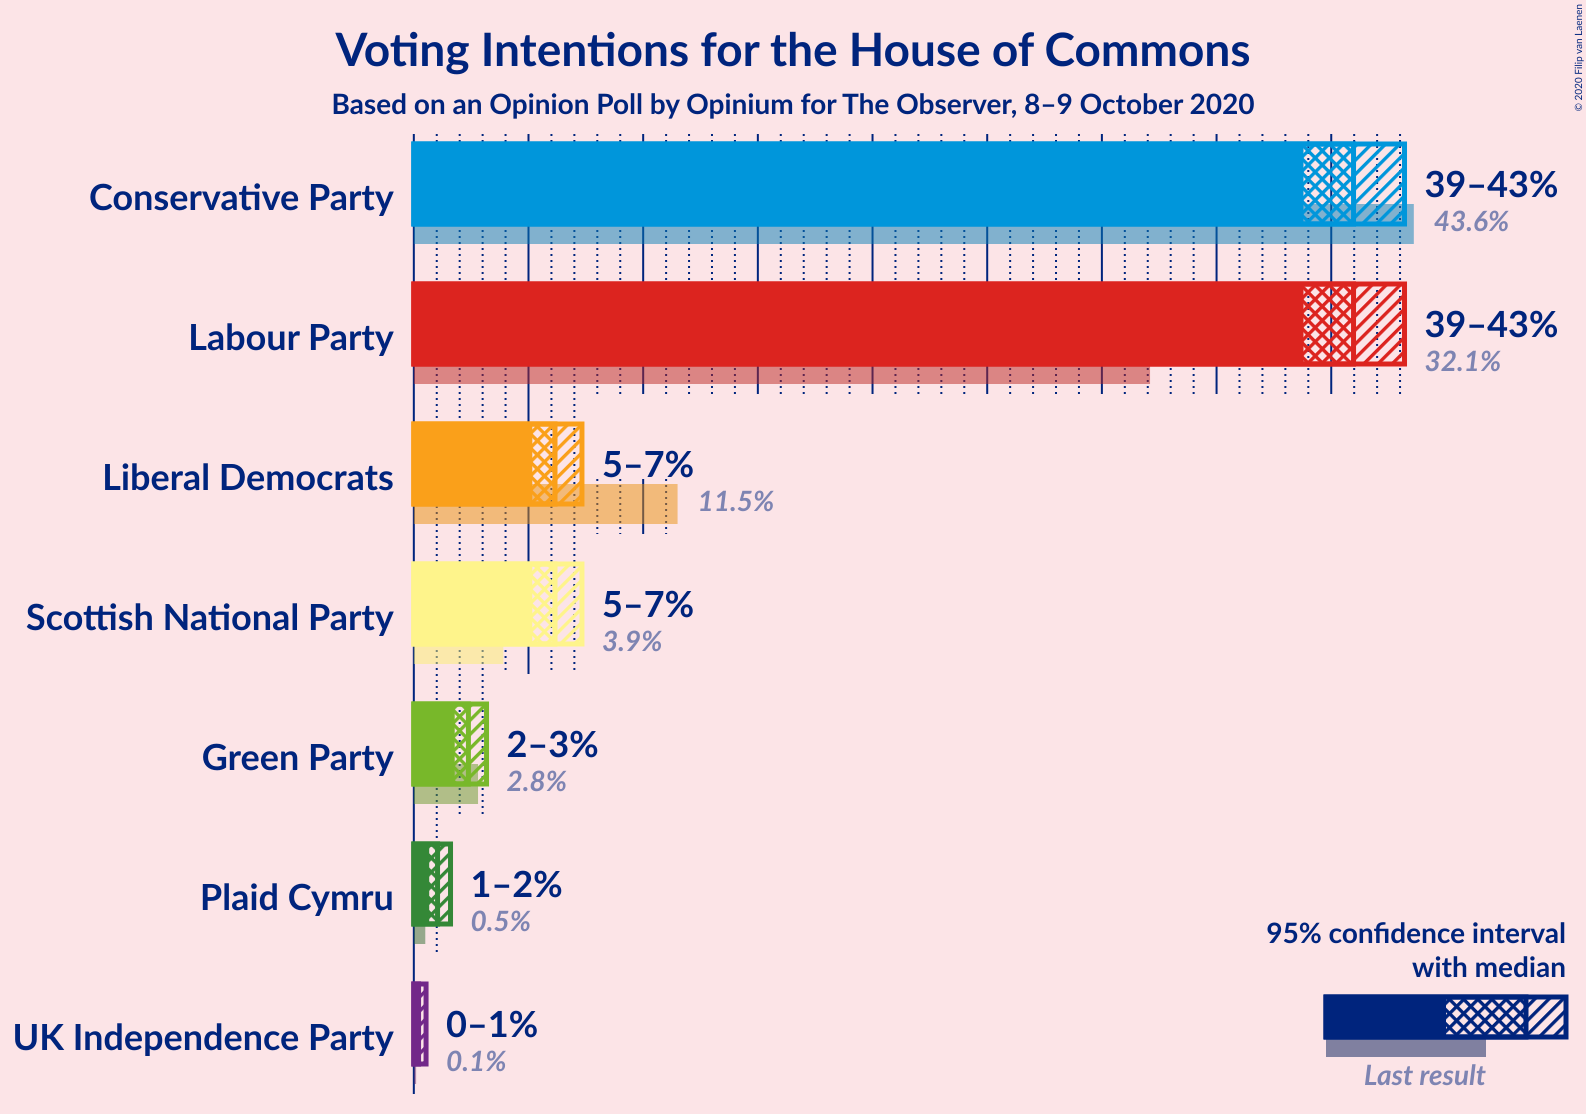 Voting Intentions for the House of Commons
Based on an Opinion Poll by Opinium for The Observer, 8–9 October 2020
© 2020 Filip van Laenen
Conservative Party
39–43%
43.6%
Labour Party
39–43%
32.1%
Liberal Democrats
5–7%
11.5%
Scottish National Party
5–7%
3.9%
Green Party
2–3%
2.8%
Plaid Cymru
1–2%
0.5%
UK Independence Party
0–1%
0.1%
95% confidence interval
with median
Last result